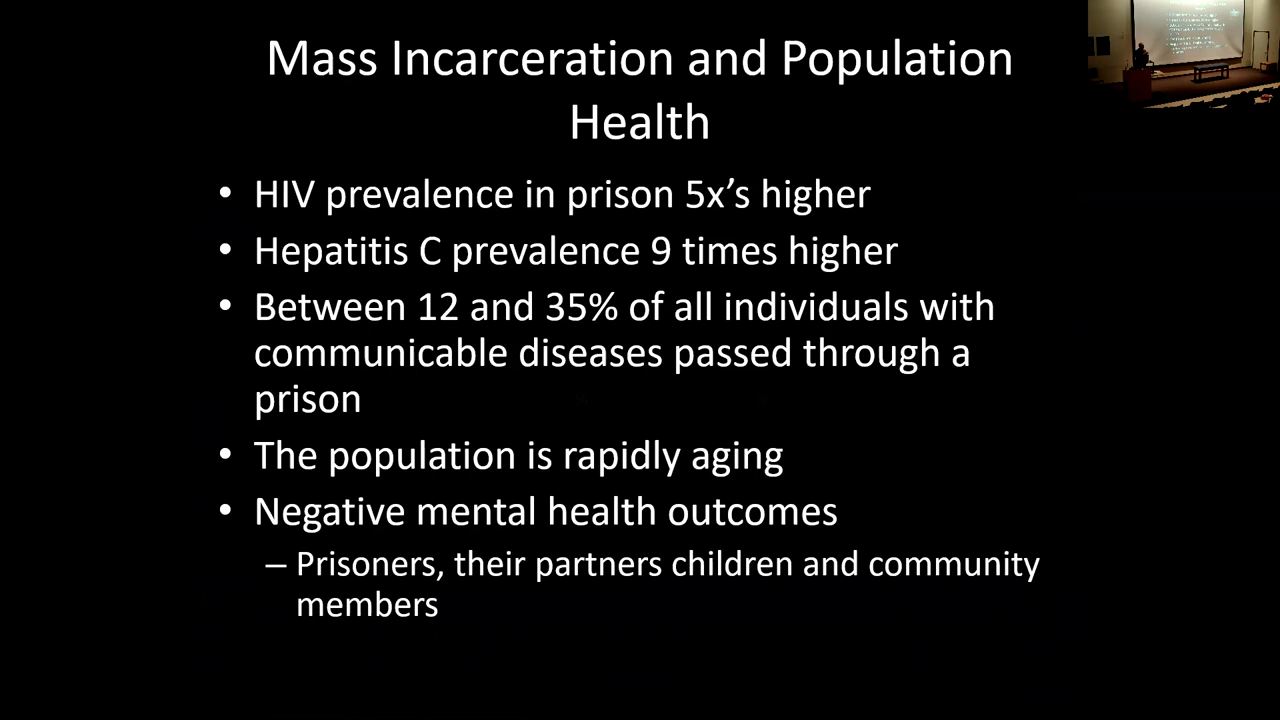 Mass Incarceration and Population
Health
• HIV prevalence in prison 5x’s higher
• Hepatitis C prevalence 9 times higher
• Between 12 and 35% of all individuals with
communicable diseases passed through a
prison
• The population is rapidly aging
• Negative mental health outcomes
– Prisoners, their partners children and community
members